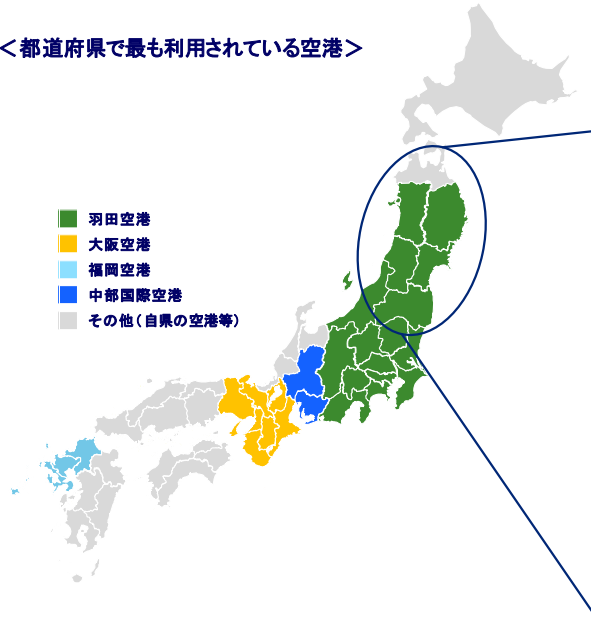 ＜都道府県で最も利用されている空港＞
羽田空港
大阪空港
福岡空港
中部国際空港
その他（自県の空港等）